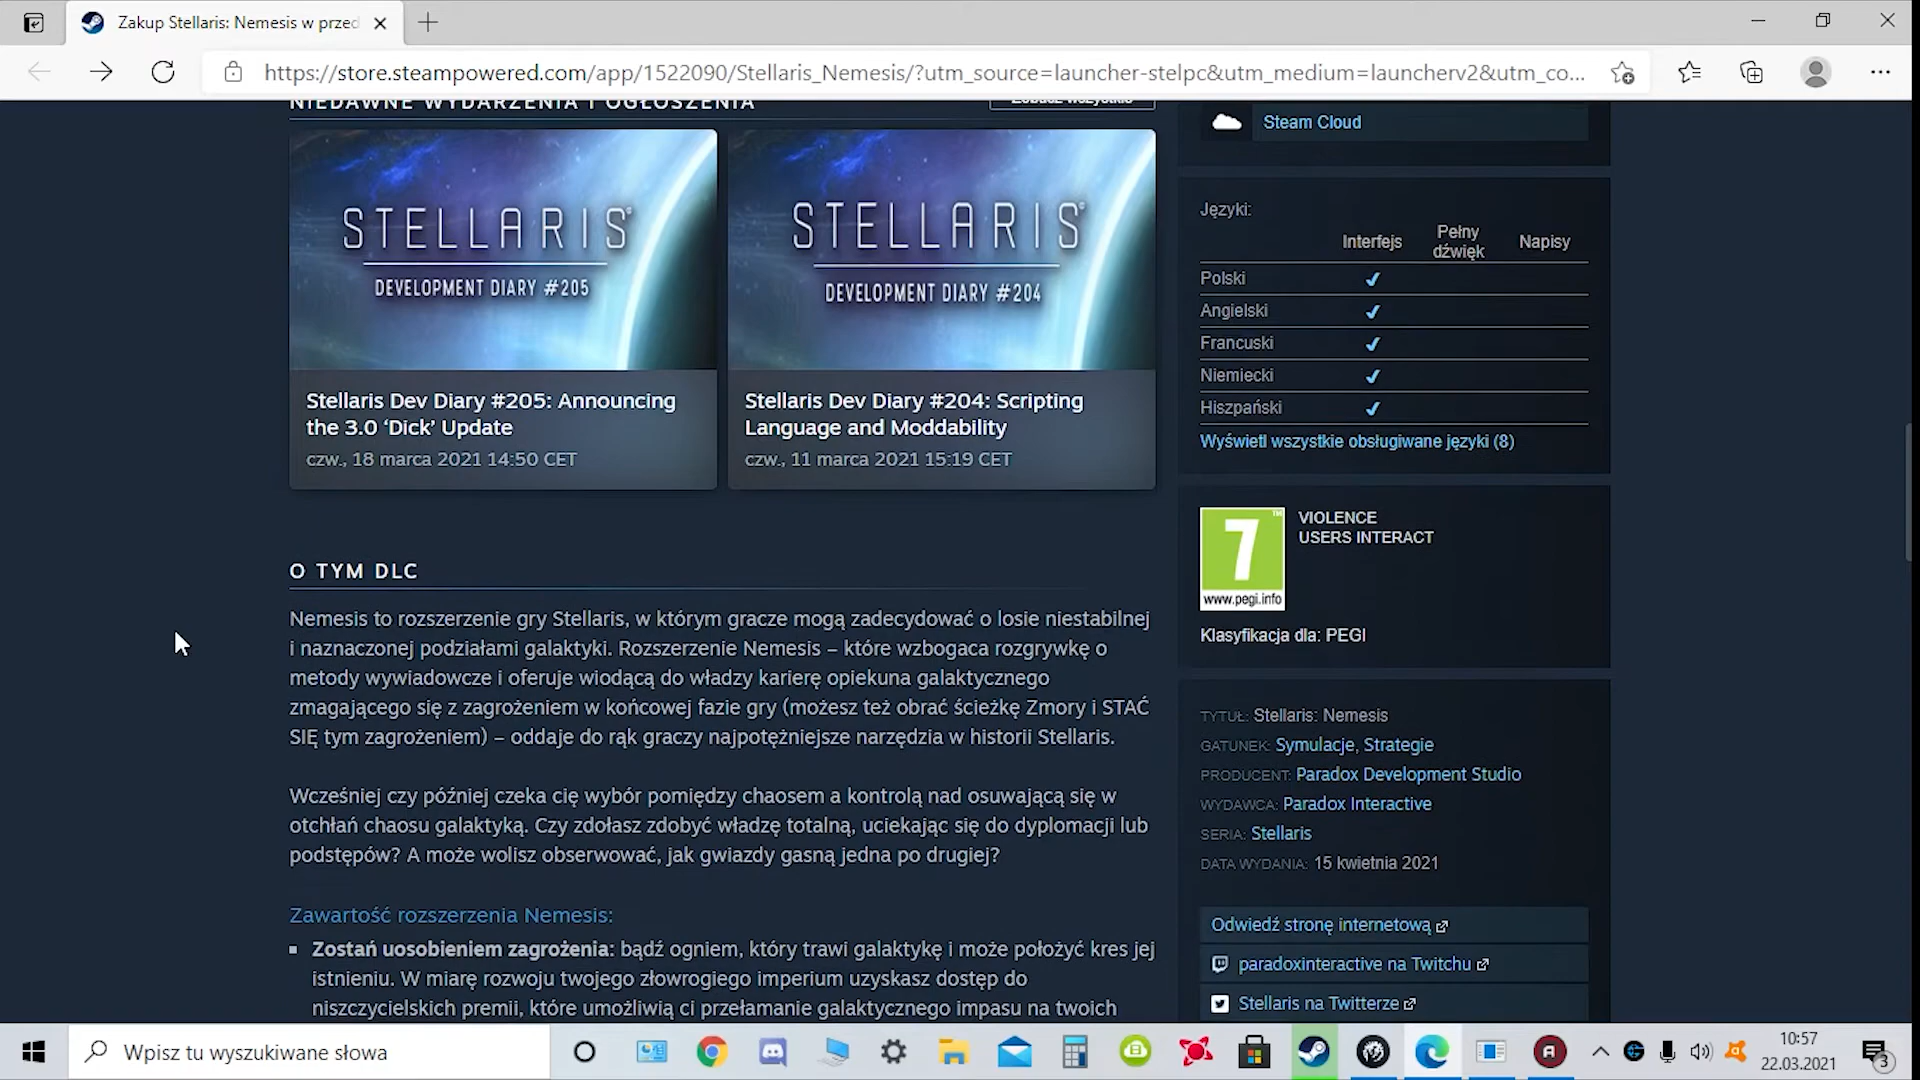 Zakup Stellaris: Nemesis w przed
https://store.steampowered.com/app/1522090/Stellaris_Nemesis/?utm_source=launcher-stelpc&utm_medium=launcherv2&utm_co...
NIEDAWNE WYDARZENIA I OGŁOSZENIA
Zobacz wszystkie
STELLARIS
DEVELOPMENT DIARY #205
Stellaris Dev Diary #205: Announcing
the 3.0 ‘Dick’ Update
czw., 18 marca 2021 14:50 CET
STELLARIS
DEVELOPMENT DIARY #204
Stellaris Dev Diary #204: Scripting
Language and Moddability
czw., 11 marca 2021 15:19 CET
O TYM DLC
Nemesis to rozszerzenie gry Stellaris, w którym gracze mogą zadecydować o losie niestabilnej
i naznaczonej podziałami galaktyki. Rozszerzenie Nemesis – które wzbogaca rozgrywkę o
metody wywiadowcze i oferuje wiodącą do władzy karierę opiekuna galaktycznego
zmagającego się z zagrożeniem w końcowej fazie gry (możesz też obrać ścieżkę Zmory i STAĆ
SIĘ tym zagrożeniem) – oddaje do rąk graczy najpotężniejsze narzędzia w historii Stellaris.
Wcześniej czy później czeka cię wybór pomiędzy chaosem a kontrolą nad osuwającą się w
otchłań chaosu galaktyką. Czy zdołasz zdobyć władzę totalną, uciekając się do dyplomacji lub
podstępów? A może wolisz obserwować, jak gwiazdy gasną jedna po drugiej?
Zawartość rozszerzenia Nemesis:
Zostań uosobieniem zagrożenia: bądź ogniem, który trawi galaktykę i może położyć kres jej
istnieniu. W miarę rozwoju twojego złowrogiego imperium uzyskasz dostęp do
niszczycielskich premii, które umożliwią ci przełamanie galaktycznego impasu na twoich
Steam Cloud
Języki:
Interfejs Pełny dźwięk Napisy
Polski ✔
Angielski ✔
Francuski ✔
Niemiecki ✔
Hiszpański ✔
Wyświetl wszystkie obsługiwane języki (8)
7
www.pegi.info
VIOLENCE
USERS INTERACT
Klasyfikacja dla: PEGI
TYTUŁ: Stellaris: Nemesis
GATUNEK: Symulacje, Strategie
PRODUCENT: Paradox Development Studio
WYDAWCA: Paradox Interactive
SERIA: Stellaris
DATA WYDANIA: 15 kwietnia 2021
Odwiedź stronę internetową
paradoxinteractive na Twitchu
Stellaris na Twitterze
Wpisz tu wyszukiwane słowa
10:57
22.03.2021
3